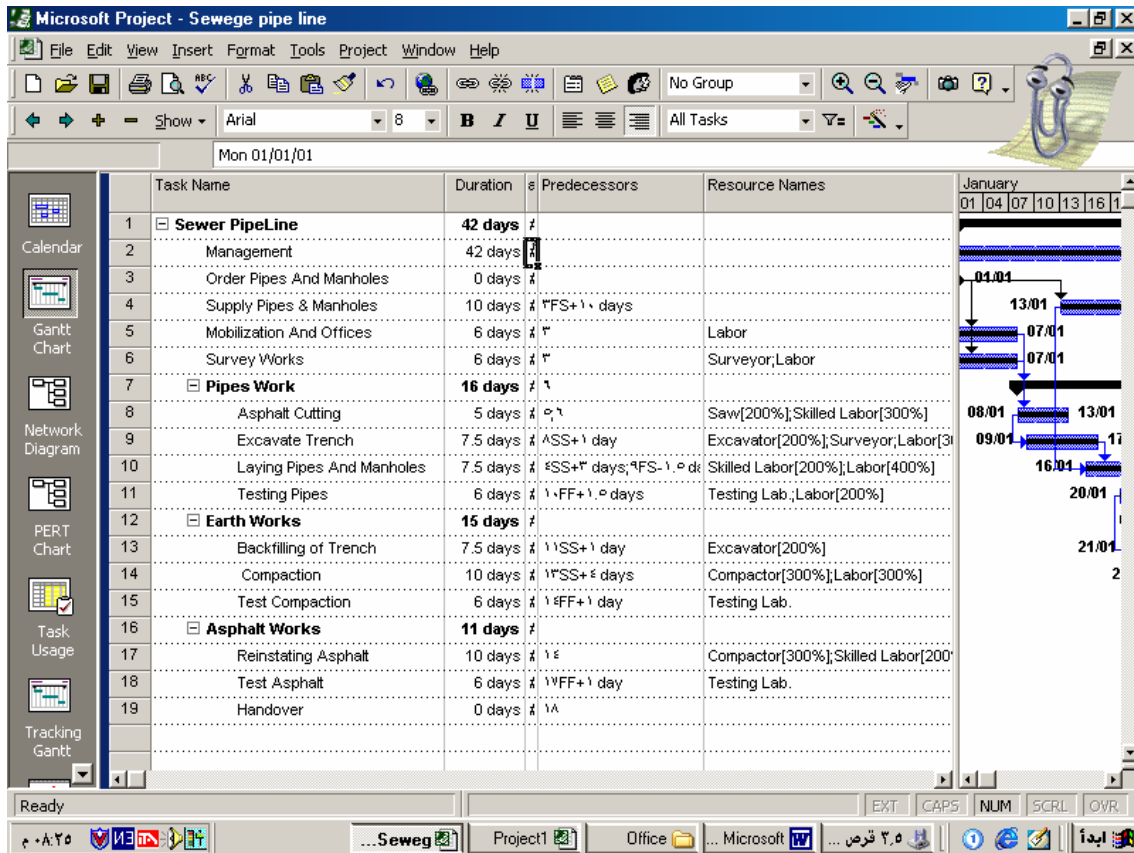 Microsoft Project - Sewege pipe line
File Edit View Insert Format Tools Project Window Help
No Group
Show Arial 8 B I U All Tasks
Mon 01/01/01
Task Name Duration Predecessors Resource Names January
01 04 07 10 13 16 1
1 Sewer PipeLine 42 days
2 Management 42 days
3 Order Pipes And Manholes 0 days 01/01
4 Supply Pipes & Manholes 10 days ٣FS+١٠ days 13/01
5 Mobilization And Offices 6 days ٣ Labor 07/01
6 Survey Works 6 days ٣ Surveyor;Labor 07/01
7 Pipes Work 16 days ٦
8 Asphalt Cutting 5 days ٥;٦ Saw[200%];Skilled Labor[300%] 08/01 13/01
9 Excavate Trench 7.5 days ٨SS+١ day Excavator[200%];Surveyor;Labor[3 09/01 17
10 Laying Pipes And Manholes 7.5 days ٤SS+٣ days;٩FS-١.٥ da Skilled Labor[200%];Labor[400%] 16/01
11 Testing Pipes 6 days ١٠FF+١.٥ days Testing Lab.;Labor[200%] 20/01
12 Earth Works 15 days
13 Backfilling of Trench 7.5 days ١١SS+١ day Excavator[200%] 21/01
14 Compaction 10 days ١٣SS+٤ days Compactor[300%];Labor[300%] 2
15 Test Compaction 6 days ١٤FF+١ day Testing Lab.
16 Asphalt Works 11 days
17 Reinstating Asphalt 10 days ١٤ Compactor[300%];Skilled Labor[200
18 Test Asphalt 6 days ١٧FF+١ day Testing Lab.
19 Handover 0 days ١٨
Calendar
Gantt
Chart
Network
Diagram
PERT
Chart
Task
Usage
Tracking
Gantt
Ready EXT CAPS NUM SCRL OVR
٠٨:٢٥ م ...Seweg Project1 Office ... Microsoft ٣,٥ قرص ... ابدأ